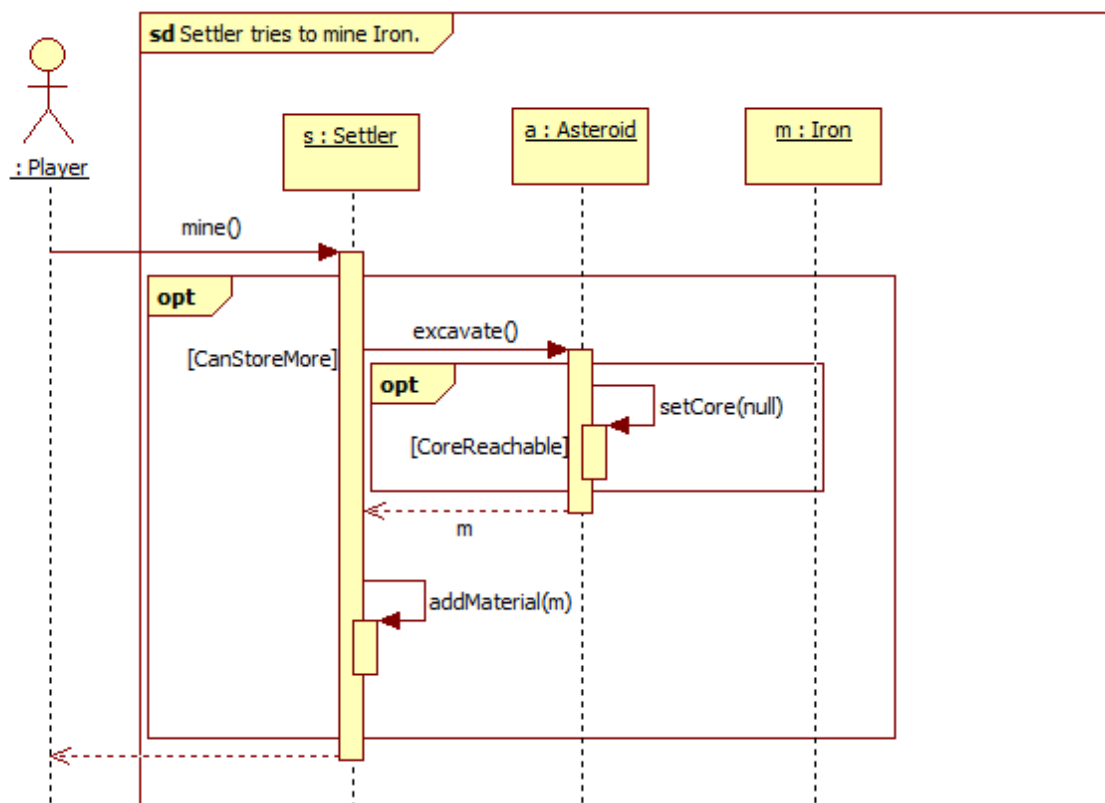 sd Settler tries to mine Iron.
: Player
s : Settler
a : Asteroid
m : Iron
mine()
opt
[CanStoreMore]
excavate()
opt
setCore(null)
[CoreReachable]
m
addMaterial(m)